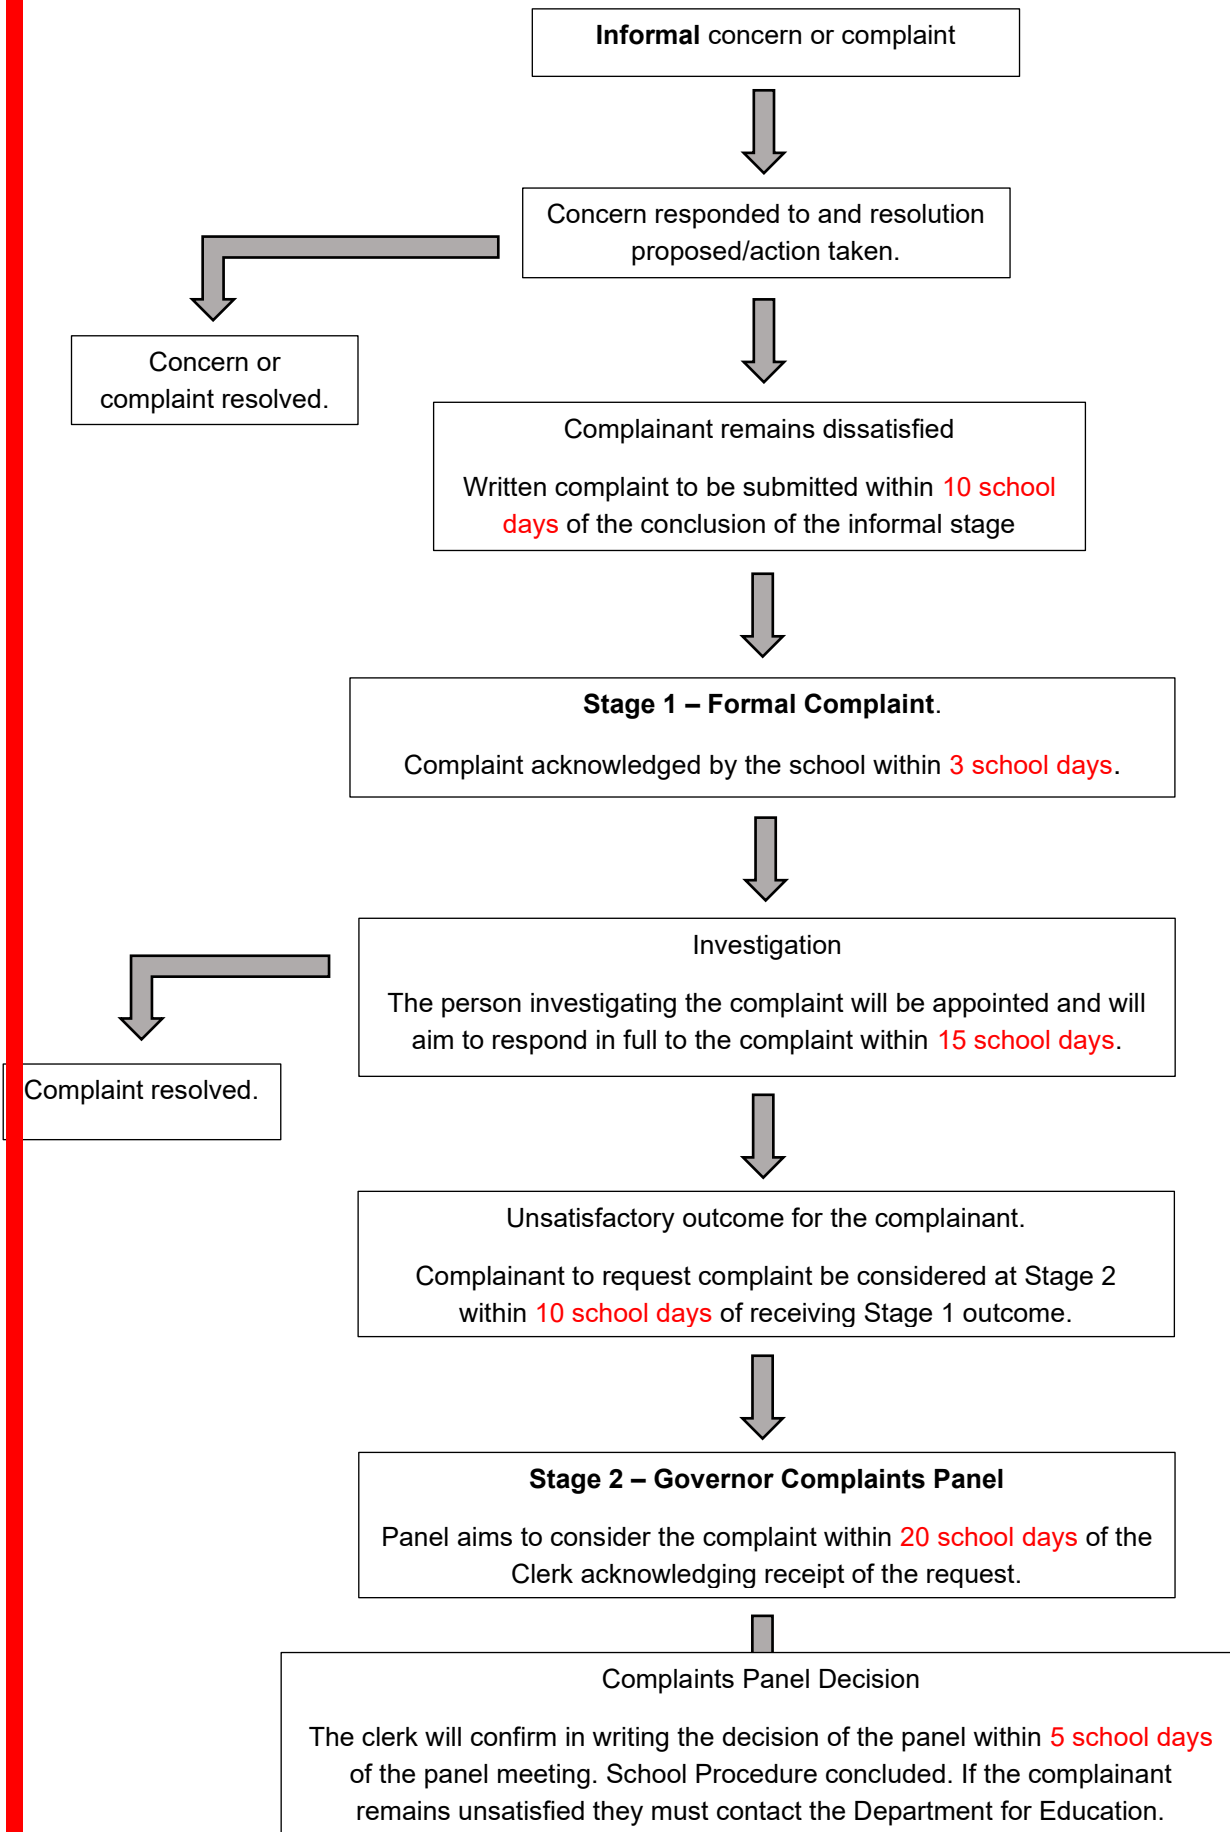 Informal concern or complaint
Concern responded to and resolution
proposed/action taken.
Concern or
complaint resolved.
Complainant remains dissatisfied
Written complaint to be submitted within 10 school
days of the conclusion of the informal stage
Stage 1 – Formal Complaint.
Complaint acknowledged by the school within 3 school days.
Investigation
The person investigating the complaint will be appointed and will
aim to respond in full to the complaint within 15 school days.
Complaint resolved.
Unsatisfactory outcome for the complainant.
Complainant to request complaint be considered at Stage 2
within 10 school days of receiving Stage 1 outcome.
Stage 2 – Governor Complaints Panel
Panel aims to consider the complaint within 20 school days of the
Clerk acknowledging receipt of the request.
Complaints Panel Decision
The clerk will confirm in writing the decision of the panel within 5 school days
of the panel meeting. School Procedure concluded. If the complainant
remains unsatisfied they must contact the Department for Education.